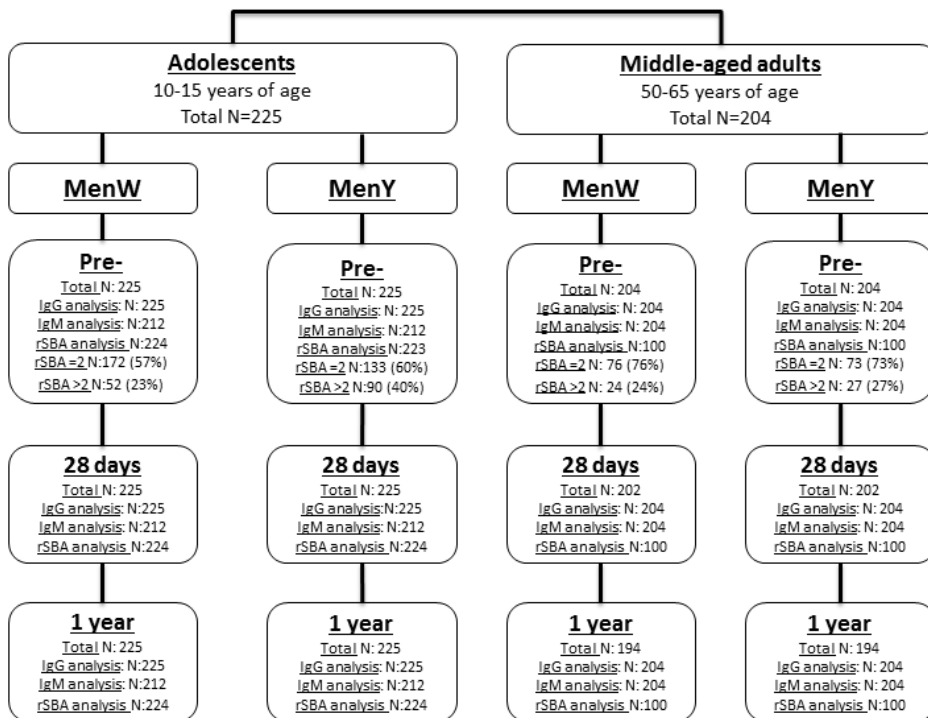 Adolescents
10-15 years of age
Total N=225
Middle-aged adults
50-65 years of age
Total N=204
MenW
MenY
MenW
MenY
Pre-
Total N: 225
IgG analysis: N: 225
IgM analysis: N:212
rSBA analysis N:224
rSBA =2 N:172 (57%)
rSBA >2 N:52 (23%)
Pre-
Total N: 225
IgG analysis: N:225
IgM analysis: N:212
rSBA analysis N:223
rSBA =2 N:133 (60%)
rSBA >2 N:90 (40%)
Pre-
Total N: 204
IgG analysis: N:204
IgM analysis: N:204
rSBA analysis N:100
rSBA =2 N: 76 (76%)
rSBA >2 N: 24 (24%)
Pre-
Total N: 204
IgG analysis: N:204
IgM analysis: N:204
rSBA analysis N:100
rSBA =2 N: 73 (73%)
rSBA >2 N: 27 (27%)
28 days
Total N: 225
IgG analysis: N:225
IgM analysis: N:212
rSBA analysis N:224
28 days
Total N: 225
IgG analysis: N:225
IgM analysis: N:212
rSBA analysis N:224
28 days
Total N: 202
IgG analysis: N:204
IgM analysis: N:204
rSBA analysis N:100
28 days
Total N: 202
IgG analysis: N:204
IgM analysis: N:204
rSBA analysis N:100
1 year
Total N: 225
IgG analysis: N:225
IgM analysis: N:212
rSBA analysis N:224
1 year
Total N: 225
IgG analysis: N:225
IgM analysis: N:212
rSBA analysis N:224
1 year
Total N:194
IgG analysis: N:204
IgM analysis: N:204
rSBA analysis N:100
1 year
Total N:194
IgG analysis: N:204
IgM analysis: N:204
rSBA analysis N:100